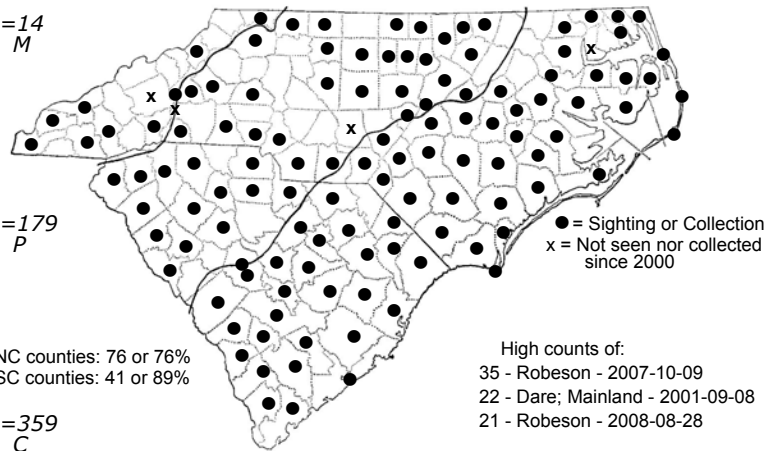 =14
M
=179
P
● = Sighting or Collection
x = Not seen nor collected
since 2000
NC counties: 76 or 76%
SC counties: 41 or 89%
High counts of:
35 - Robeson - 2007-10-09
22 - Dare; Mainland - 2001-09-08
21 - Robeson - 2008-08-28
=359
C
x
x
x
x